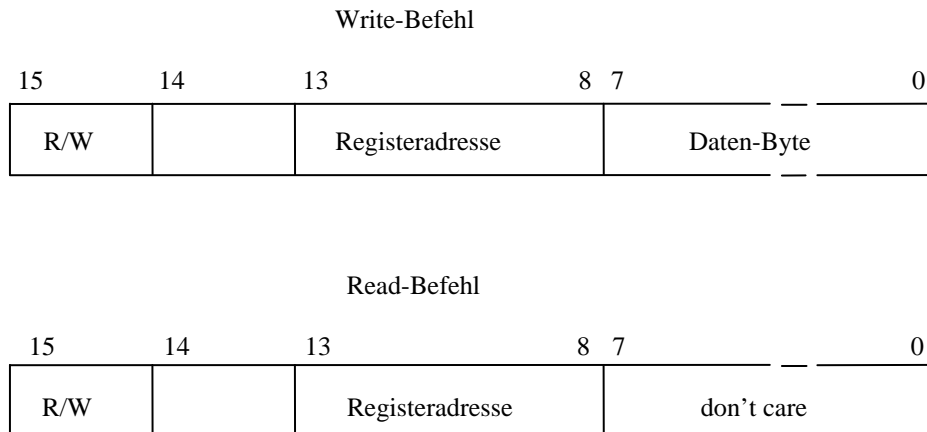 Write-Befehl
15 14 13 8 7 0
R/W Registeradresse Daten-Byte
Read-Befehl
15 14 13 8 7 0
R/W Registeradresse don't care